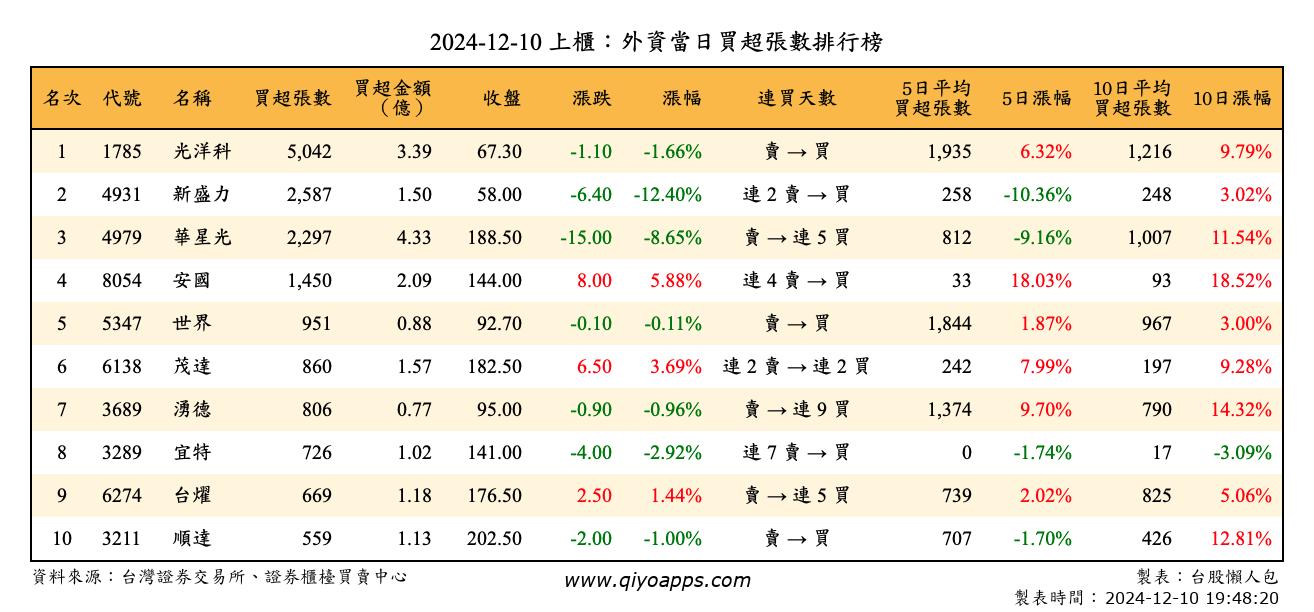 2024-12-10 上櫃：外資當日買超張數排行榜
名次 代號 名稱 買超張數 買超金額（億） 收盤 漲跌 漲幅 連買天數 5日平均買超張數 5日漲幅 10日平均買超張數 10日漲幅
1 1785 光洋科 5,042 3.39 67.30 -1.10 -1.66% 賣 → 買 1,935 6.32% 1,216 9.79%
2 4931 新盛力 2,587 1.50 58.00 -6.40 -12.40% 連 2 賣 → 買 258 -10.36% 248 3.02%
3 4979 華星光 2,297 4.33 188.50 -15.00 -8.65% 賣 → 連 5 買 812 -9.16% 1,007 11.54%
4 8054 安國 1,450 2.09 144.00 8.00 5.88% 連 4 賣 → 買 33 18.03% 93 18.52%
5 5347 世界 951 0.88 92.70 -0.10 -0.11% 賣 → 買 1,844 1.87% 967 3.00%
6 6138 茂達 860 1.57 182.50 6.50 3.69% 連 2 賣 → 連 2 買 242 7.99% 197 9.28%
7 3689 湧德 806 0.77 95.00 -0.90 -0.96% 賣 → 連 9 買 1,374 9.70% 790 14.32%
8 3289 宜特 726 1.02 141.00 -4.00 -2.92% 連 7 賣 → 買 0 -1.74% 17 -3.09%
9 6274 台燿 669 1.18 176.50 2.50 1.44% 賣 → 連 5 買 739 2.02% 825 5.06%
10 3211 順達 559 1.13 202.50 -2.00 -1.00% 賣 → 買 707 -1.70% 426 12.81%
資料來源：台灣證券交易所、證券櫃檯買賣中心 www.qiyoapps.com 製表：台股懶人包
製表時間：2024-12-10 19:48:20